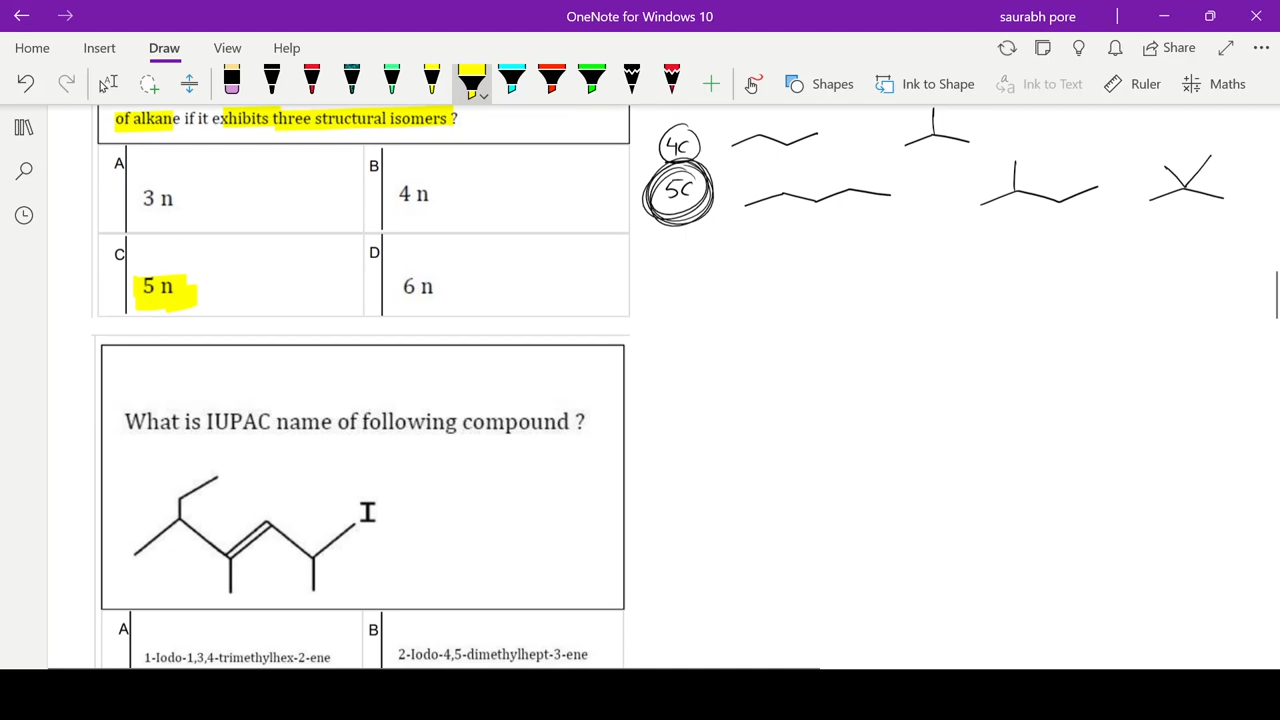 OneNote for Windows 10
saurabh pore
Home Insert Draw View Help
Share
Shapes Ink to Shape Ink to Text Ruler Maths
of alkane if it exhibits three structural isomers ?
A
3 n
B
4 n
C
5 n
D
6 n
4C
5C
What is IUPAC name of following compound ?
I
A
1-Iodo-1,3,4-trimethylhex-2-ene
B
2-Iodo-4,5-dimethylhept-3-ene